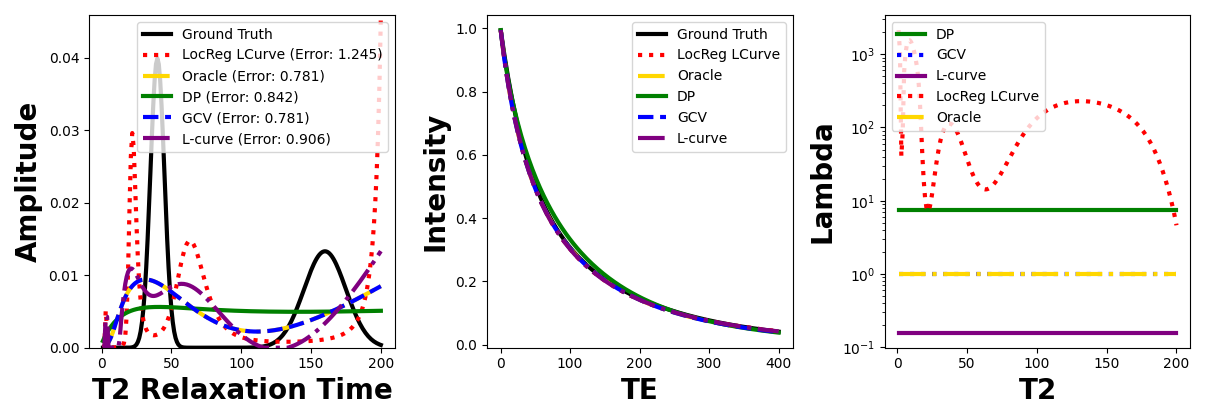 Amplitude
0.04
0.03
0.02
0.01
0.00
Ground Truth
LocReg LCurve (Error: 1.245)
Oracle (Error: 0.781)
DP (Error: 0.842)
GCV (Error: 0.781)
L-curve (Error: 0.906)
0 50 100 150 200
T2 Relaxation Time
Intensity
1.0
0.8
0.6
0.4
0.2
0.0
Ground Truth
LocReg LCurve
Oracle
DP
GCV
L-curve
0 100 200 300 400
TE
Lambda
10³
10²
10¹
10⁰
10⁻¹
DP
GCV
L-curve
LocReg LCurve
Oracle
0 50 100 150 200
T2